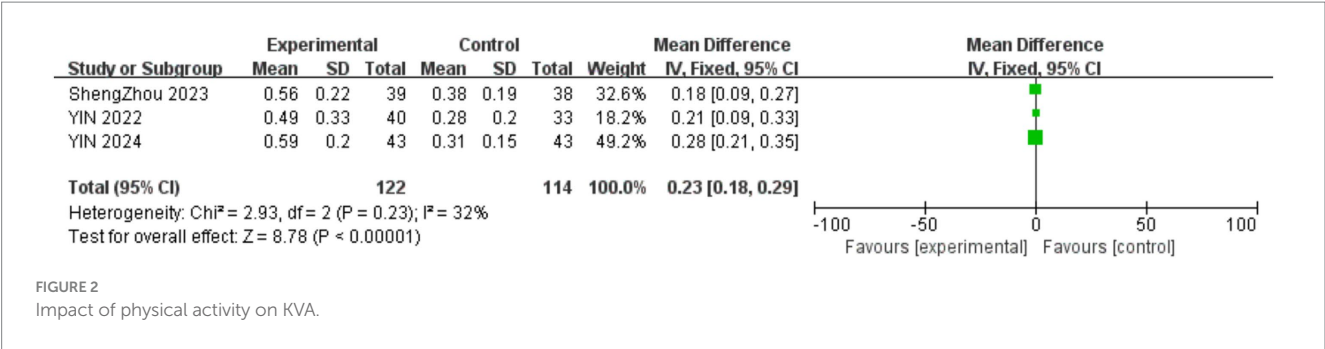 Experimental Control Mean Difference Mean Difference
Study or Subgroup Mean SD Total Mean SD Total Weight IV, Fixed, 95% CI IV, Fixed, 95% CI
ShengZhou 2023 0.56 0.22 39 0.38 0.19 38 32.6% 0.18 [0.09, 0.27]
YIN 2022 0.49 0.33 40 0.28 0.2 33 18.2% 0.21 [0.09, 0.33]
YIN 2024 0.59 0.2 43 0.31 0.15 43 49.2% 0.28 [0.21, 0.35]
Total (95% CI) 122 114 100.0% 0.23 [0.18, 0.29]
Heterogeneity: Chi² = 2.93, df = 2 (P = 0.23); I² = 32%
Test for overall effect: Z = 8.78 (P < 0.00001)
-100 -50 0 50 100
Favours [experimental] Favours [control]
FIGURE 2
Impact of physical activity on KVA.